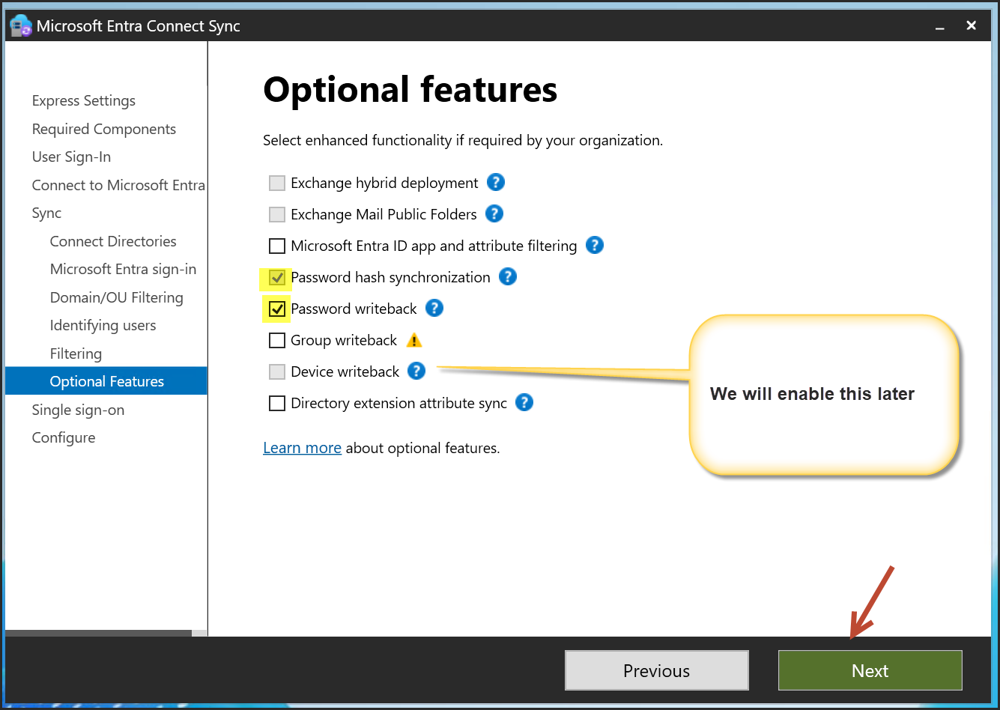 Microsoft Entra Connect Sync
Express Settings
Required Components
User Sign-In
Connect to Microsoft Entra
Sync
Connect Directories
Microsoft Entra sign-in
Domain/OU Filtering
Identifying users
Filtering
Optional Features
Single sign-on
Configure
Optional features
Select enhanced functionality if required by your organization.
Exchange hybrid deployment ?
Exchange Mail Public Folders ?
Microsoft Entra ID app and attribute filtering ?
Password hash synchronization ?
Password writeback ?
Group writeback !
Device writeback ?
Directory extension attribute sync ?
Learn more about optional features.
We will enable this later
Previous
Next